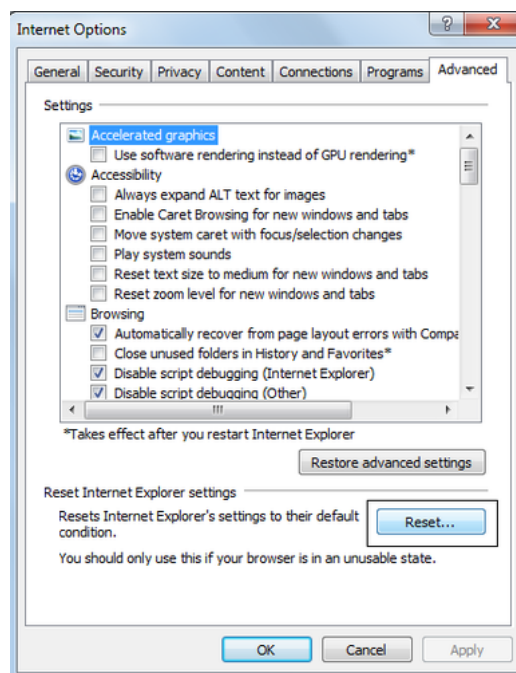 Internet Options
General Security Privacy Content Connections Programs Advanced
Settings
Accelerated graphics
Use software rendering instead of GPU rendering*
Accessibility
Always expand ALT text for images
Enable Caret Browsing for new windows and tabs
Move system caret with focus/selection changes
Play system sounds
Reset text size to medium for new windows and tabs
Reset zoom level for new windows and tabs
Browsing
Automatically recover from page layout errors with Compa
Close unused folders in History and Favorites*
Disable script debugging (Internet Explorer)
Disable script debugging (Other)
*Takes effect after you restart Internet Explorer
Restore advanced settings
Reset Internet Explorer settings
Resets Internet Explorer's settings to their default
condition.
Reset...
You should only use this if your browser is in an unusable state.
OK Cancel Apply